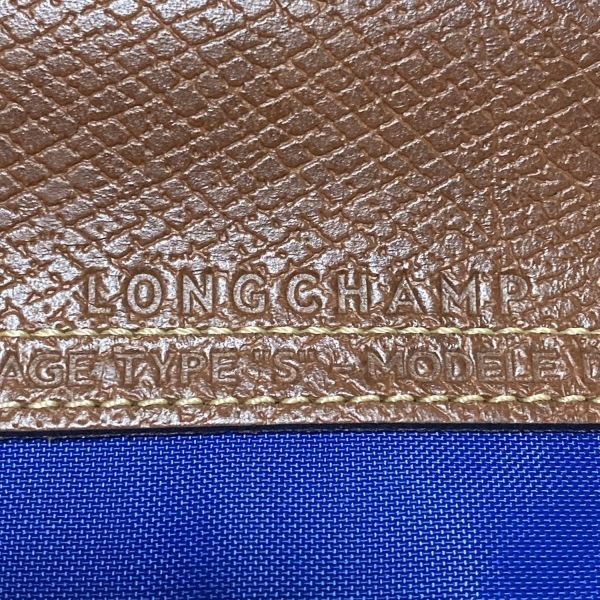 LONGCHAMP
AGE TYPE "S" - MODELE D